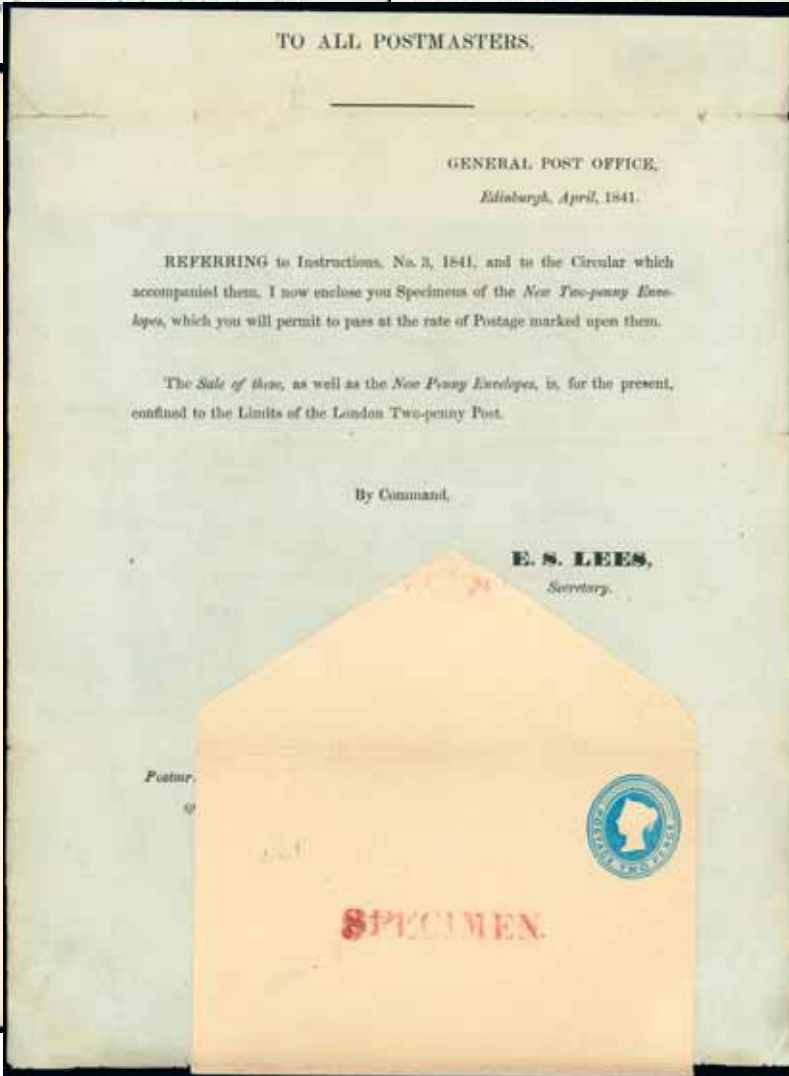 TO ALL POSTMASTERS.
GENERAL POST OFFICE,
Edinburgh, April, 1841.
REFERRING to Instructions, No. 3, 1841, and to the Circular which
accompanied them, I now enclose you Specimens of the New Two-penny Enve-
lopes, which you will permit to pass at the rate of Postage marked upon them.
The Sale of these, as well as the New Penny Envelopes, is, for the present,
confined to the Limits of the London Two-penny Post.
By Command,
E. S. LEES,
Secretary.
Postmr.
POSTAGE TWO PENCE
SPECIMEN.